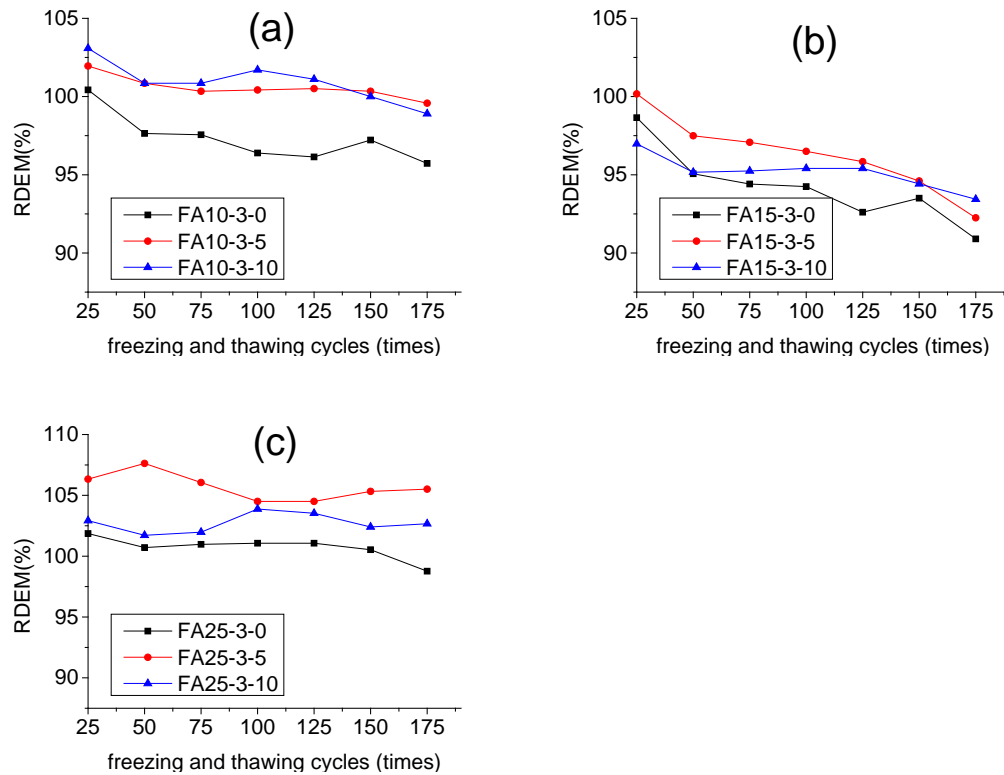 (a)
105
100
95
90
RDEM(%)
FA10-3-0
FA10-3-5
FA10-3-10
25 50 75 100 125 150 175
freezing and thawing cycles (times)
(b)
105
100
95
90
RDEM(%)
FA15-3-0
FA15-3-5
FA15-3-10
25 50 75 100 125 150 175
freezing and thawing cycles (times)
(c)
110
105
100
95
90
RDEM(%)
FA25-3-0
FA25-3-5
FA25-3-10
25 50 75 100 125 150 175
freezing and thawing cycles (times)